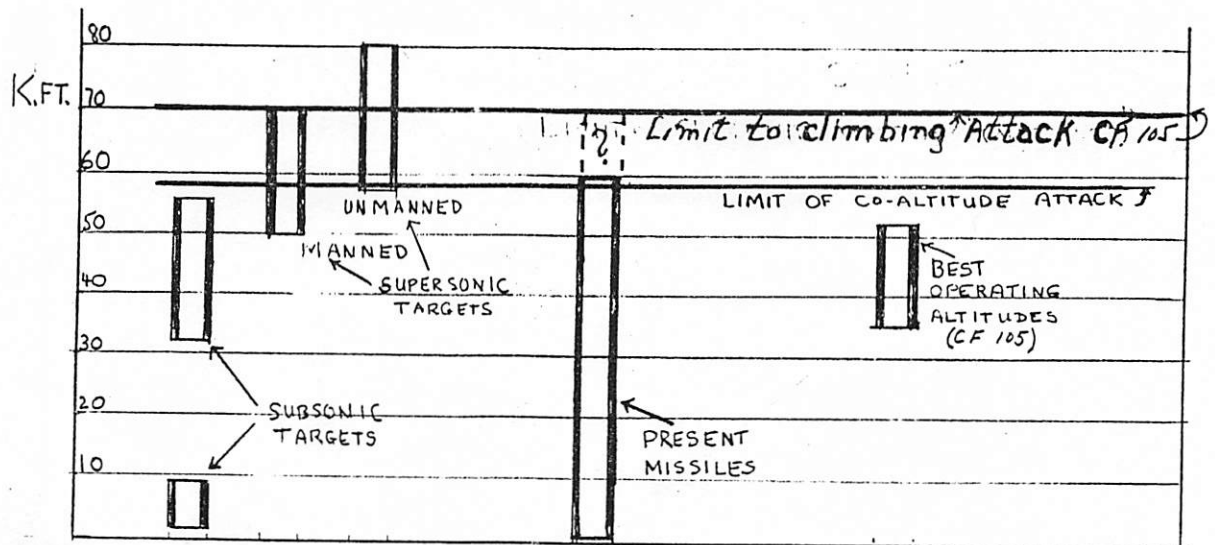 80
K.FT.
70
? Limit to climbing Attack CF 105
60
LIMIT OF CO-ALTITUDE ATTACK
UNMANNED
50
MANNED
BEST
OPERATING
ALTITUDES
(CF 105)
SUPERSONIC
TARGETS
40
30
20
SUBSONIC
TARGETS
PRESENT
MISSILES
10